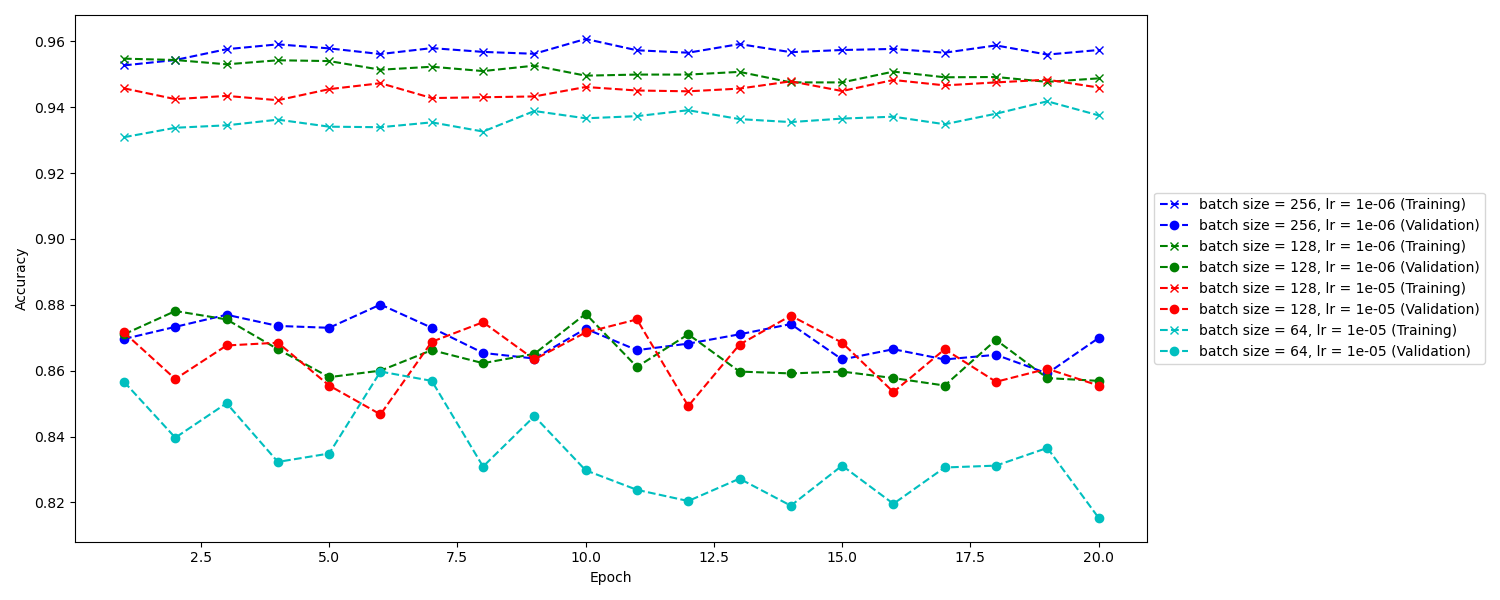 0.96
0.94
0.92
0.90
0.88
0.86
0.84
0.82
Accuracy
2.5 5.0 7.5 10.0 12.5 15.0 17.5 20.0
Epoch
batch size = 256, lr = 1e-06 (Training)
batch size = 256, lr = 1e-06 (Validation)
batch size = 128, lr = 1e-06 (Training)
batch size = 128, lr = 1e-06 (Validation)
batch size = 128, lr = 1e-05 (Training)
batch size = 128, lr = 1e-05 (Validation)
batch size = 64, lr = 1e-05 (Training)
batch size = 64, lr = 1e-05 (Validation)